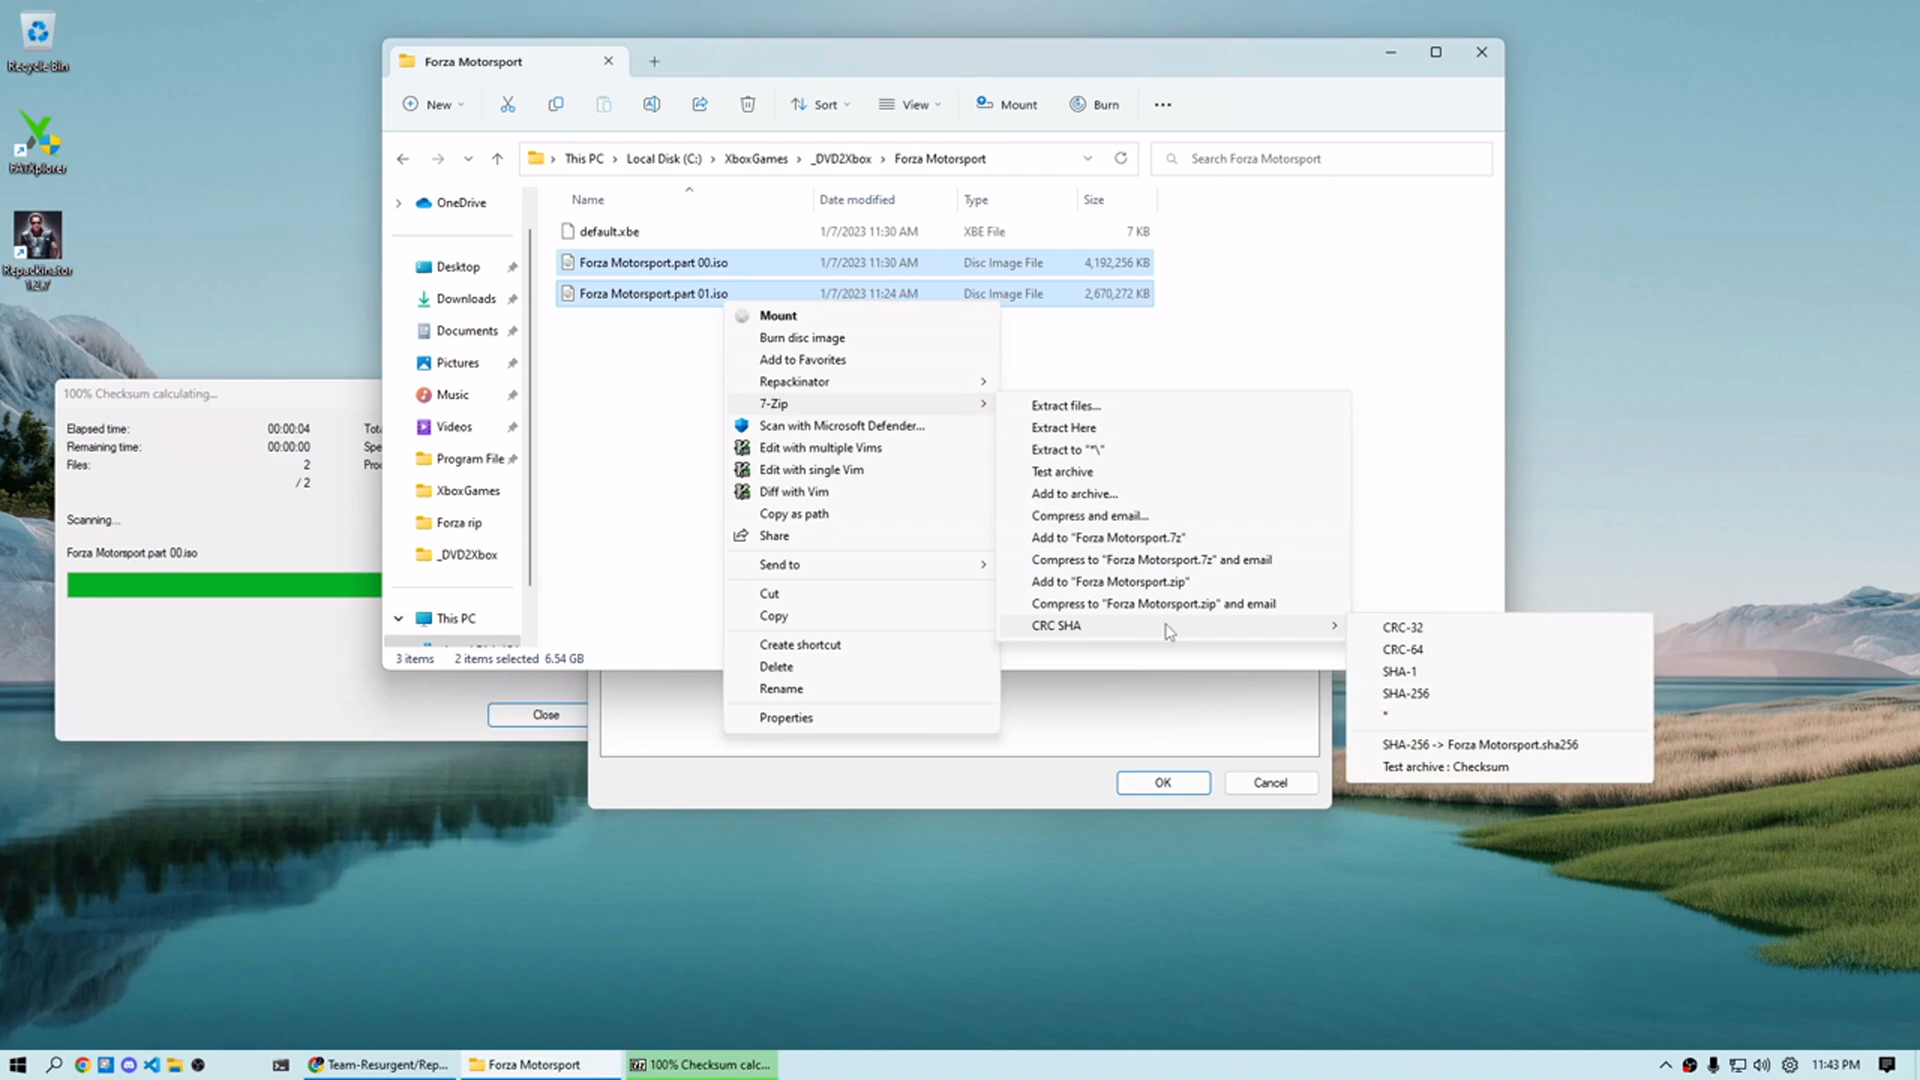 Recycle Bin
FATXplorer
Repackinator
1.2.7
Forza Motorsport
New
Sort
View
Mount
Burn
This PC
Local Disk (C:)
XboxGames
_DVD2Xbox
Forza Motorsport
Search Forza Motorsport
OneDrive
Desktop
Downloads
Documents
Pictures
Music
Videos
Program File
XboxGames
Forza rip
_DVD2Xbox
This PC
Name
Date modified
Type
Size
default.xbe
1/7/2023 11:30 AM
XBE File
7 KB
Forza Motorsport.part 00.iso
1/7/2023 11:30 AM
Disc Image File
4,192,256 KB
Forza Motorsport.part 01.iso
1/7/2023 11:24 AM
Disc Image File
2,670,272 KB
3 items
2 items selected 6.54 GB
100% Checksum calculating...
Elapsed time:
00:00:04
Remaining time:
00:00:00
Files:
2
/ 2
Tota
Spe
Pro
Scanning...
Forza Motorsport.part 00.iso
Close
Mount
Burn disc image
Add to Favorites
Repackinator
7-Zip
Scan with Microsoft Defender...
Edit with multiple Vims
Edit with single Vim
Diff with Vim
Copy as path
Share
Send to
Cut
Copy
Create shortcut
Delete
Rename
Properties
Extract files...
Extract Here
Extract to "*\"
Test archive
Add to archive...
Compress and email...
Add to "Forza Motorsport.7z"
Compress to "Forza Motorsport.7z" and email
Add to "Forza Motorsport.zip"
Compress to "Forza Motorsport.zip" and email
CRC SHA
CRC-32
CRC-64
SHA-1
SHA-256
*
SHA-256 -> Forza Motorsport.sha256
Test archive : Checksum
OK
Cancel
Team-Resurgent/Rep...
Forza Motorsport
100% Checksum calc...
11:43 PM